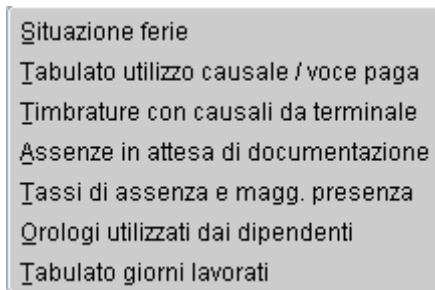 Situazione ferie
Tabulato utilizzo causale / voce paga
Timbrature con causali da terminale
Assenze in attesa di documentazione
Tassi di assenza e magg. presenza
Orologi utilizzati dai dipendenti
Tabulato giorni lavorati